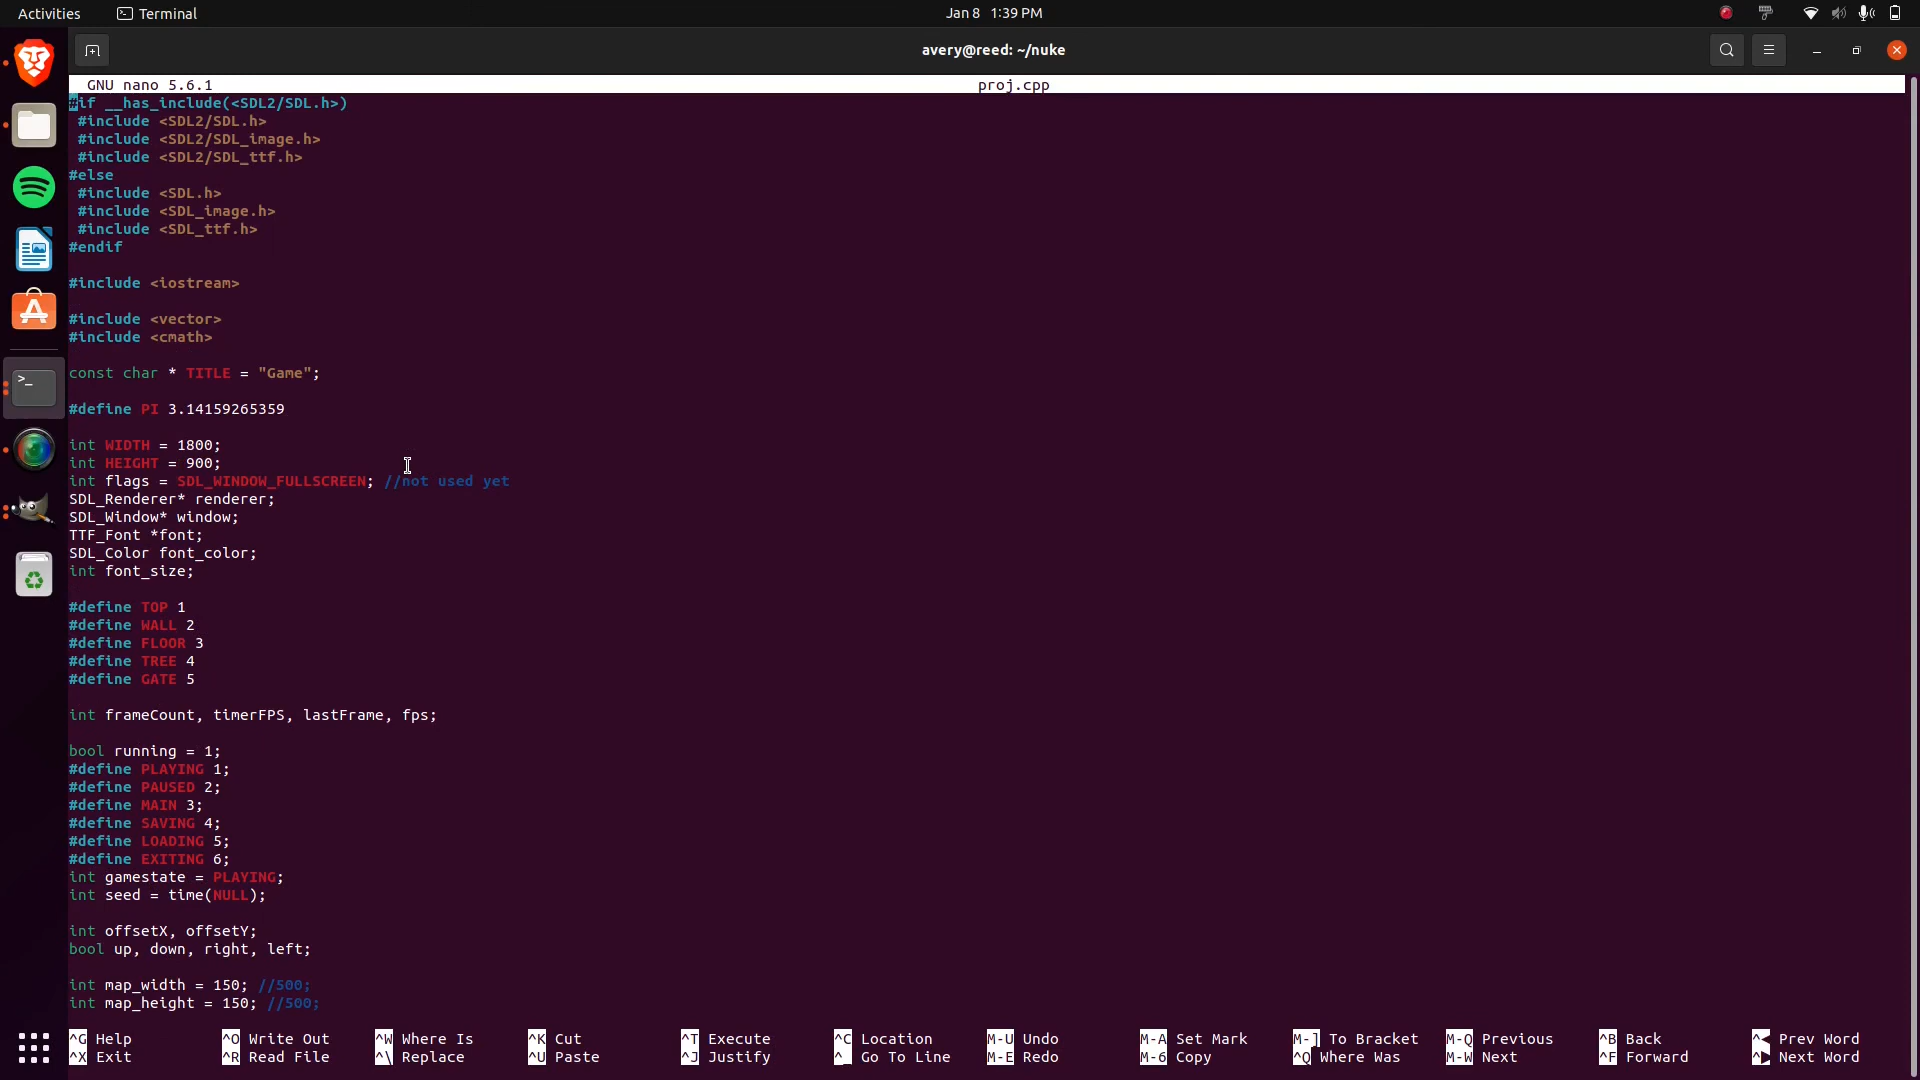 Activities
Terminal
Jan 8 1:39 PM
avery@reed: ~/nuke
GNU nano 5.6.1
proj.cpp
#if __has_include(<SDL2/SDL.h>)
 #include <SDL2/SDL.h>
 #include <SDL2/SDL_image.h>
 #include <SDL2/SDL_ttf.h>
#else
 #include <SDL.h>
 #include <SDL_image.h>
 #include <SDL_ttf.h>
#endif
#include <iostream>
#include <vector>
#include <cmath>
const char * TITLE = "Game";
#define PI 3.14159265359
int WIDTH = 1800;
int HEIGHT = 900;
int flags = SDL_WINDOW_FULLSCREEN; //not used yet
SDL_Renderer* renderer;
SDL_Window* window;
TTF_Font *font;
SDL_Color font_color;
int font_size;
#define TOP 1
#define WALL 2
#define FLOOR 3
#define TREE 4
#define GATE 5
int frameCount, timerFPS, lastFrame, fps;
bool running = 1;
#define PLAYING 1;
#define PAUSED 2;
#define MAIN 3;
#define SAVING 4;
#define LOADING 5;
#define EXITING 6;
int gamestate = PLAYING;
int seed = time(NULL);
int offsetX, offsetY;
bool up, down, right, left;
int map_width = 150; //500;
int map_height = 150; //500;
^G Help ^O Write Out ^W Where Is ^K Cut ^T Execute ^C Location M-U Undo M-A Set Mark M-] To Bracket M-Q Previous ^B Back ^◀ Prev Word
^X Exit ^R Read File ^\ Replace ^U Paste ^J Justify ^_ Go To Line M-E Redo M-6 Copy ^Q Where Was M-W Next ^F Forward ^▶ Next Word